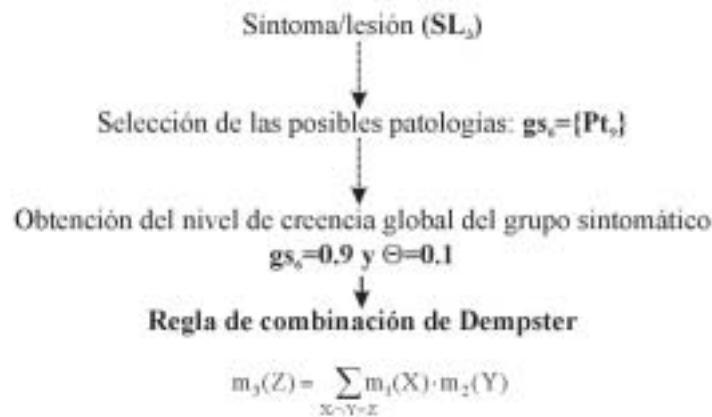 Síntoma/lesión (SL₃)
Selección de las posibles patologías: gs₆={Pt₉}
Obtención del nivel de creencia global del grupo sintomático
gs₆=0.9 y Θ=0.1
Regla de combinación de Dempster
m₃(Z) = ∑ m₁(X)·m₂(Y)
X∩Y=Z